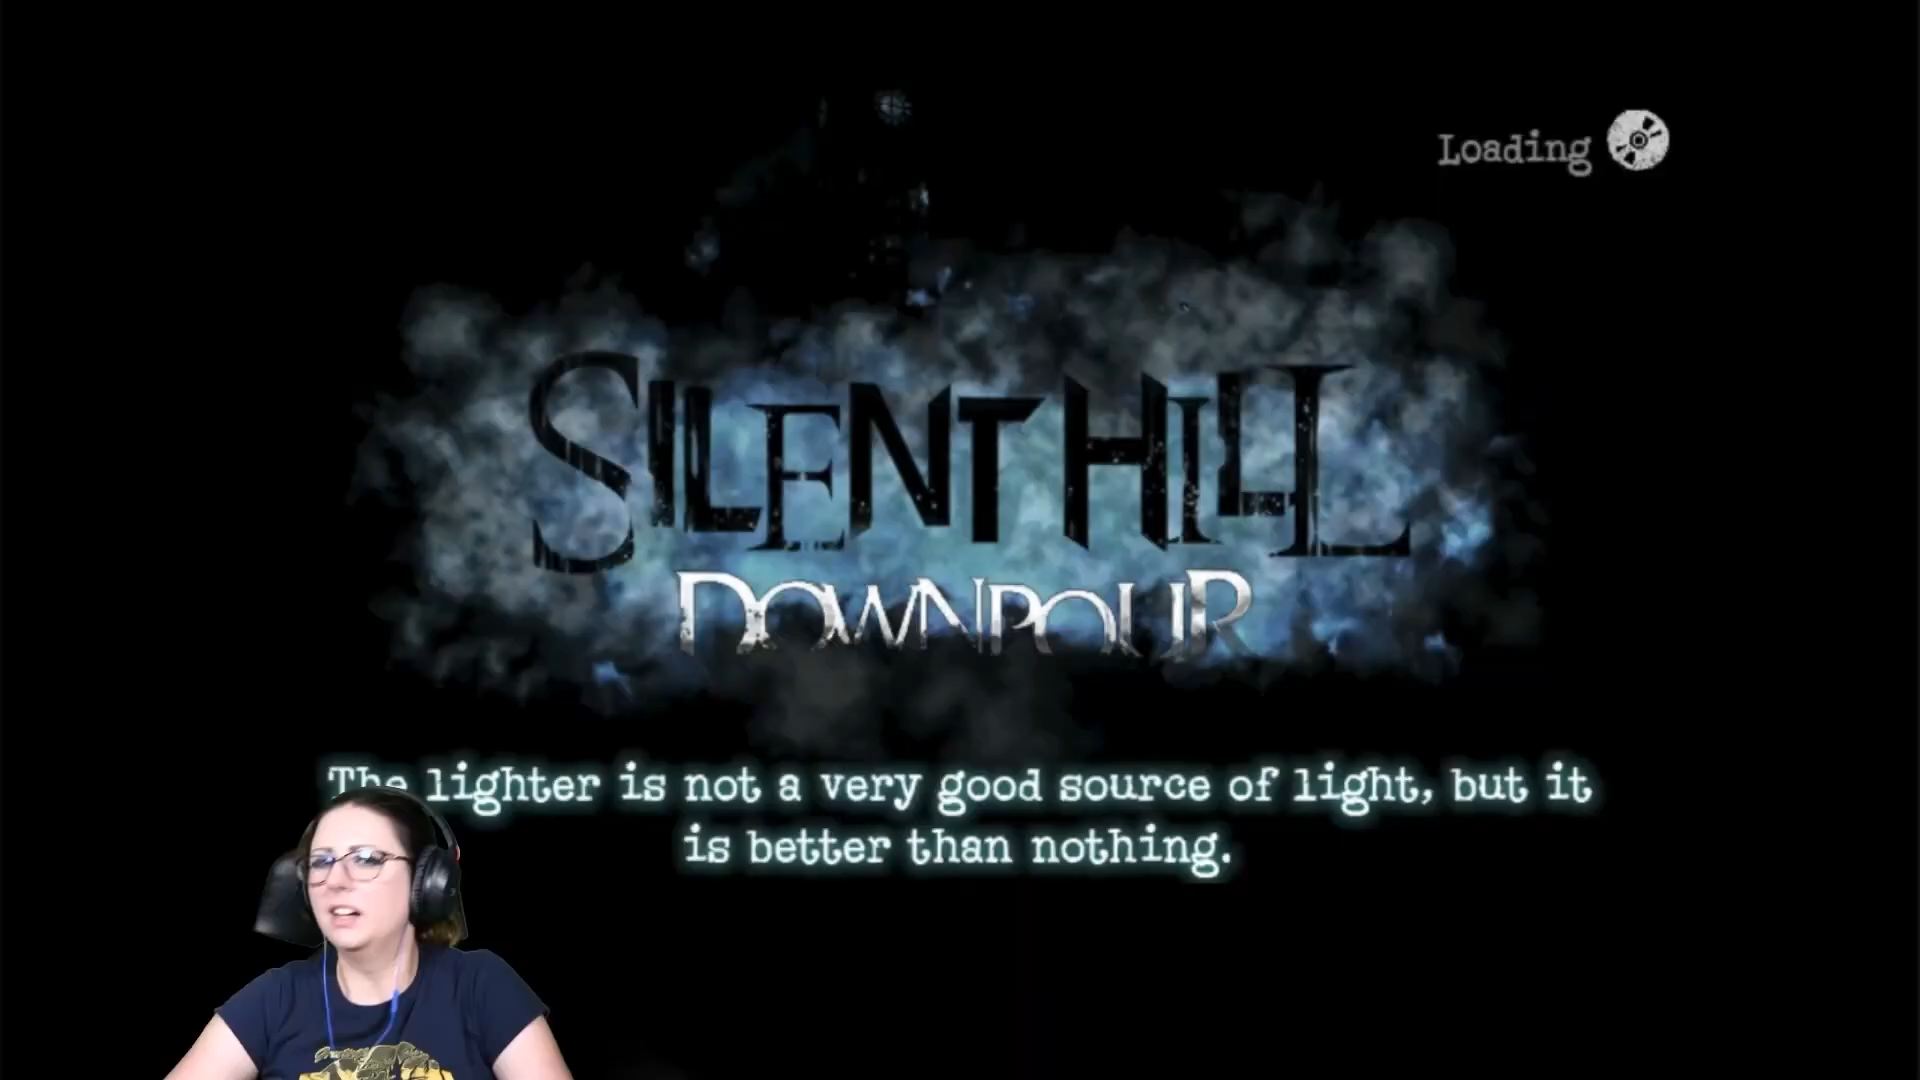 Loading
SILENT HILL
DOWNPOUR
The lighter is not a very good source of light, but it
is better than nothing.